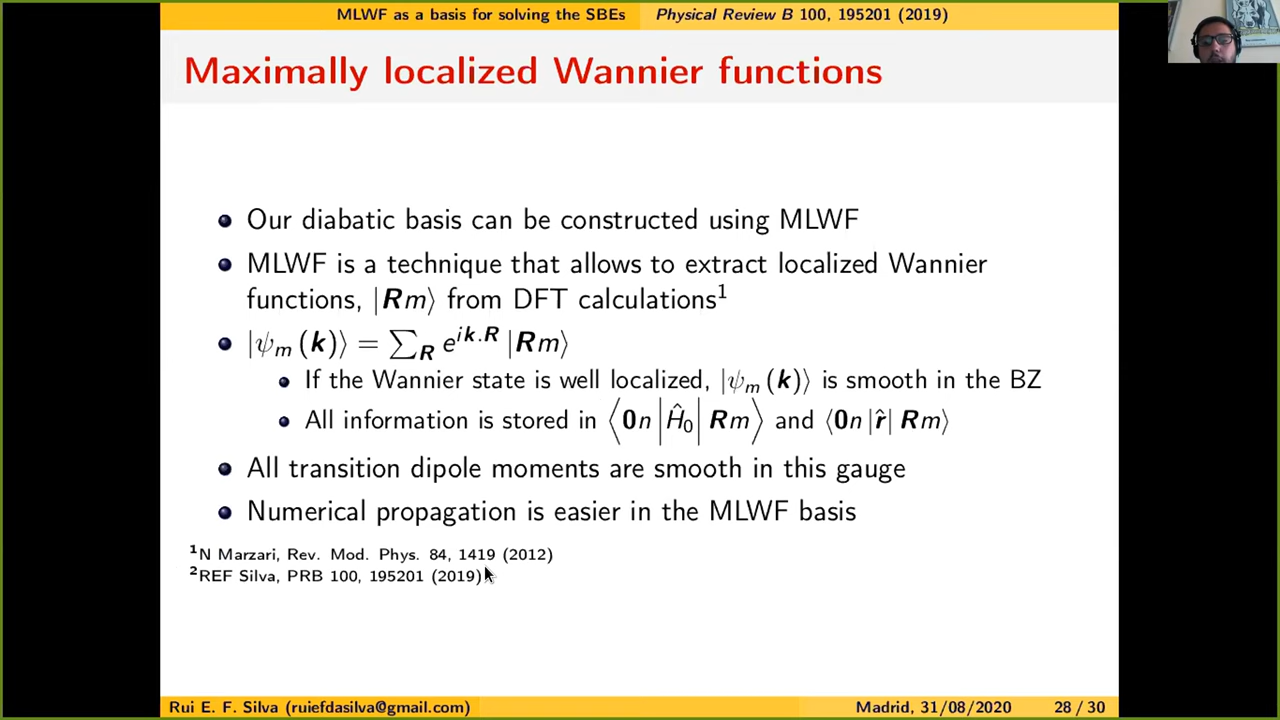 MLWF as a basis for solving the SBEs Physical Review B 100, 195201 (2019)
Maximally localized Wannier functions
Our diabatic basis can be constructed using MLWF
MLWF is a technique that allows to extract localized Wannier
functions, |Rm⟩ from DFT calculations¹
|ψₘ (k)⟩ = ∑_R e^{ik.R} |Rm⟩
If the Wannier state is well localized, |ψₘ (k)⟩ is smooth in the BZ
All information is stored in ⟨0n|Ĥ₀|Rm⟩ and ⟨0n|r̂|Rm⟩
All transition dipole moments are smooth in this gauge
Numerical propagation is easier in the MLWF basis
¹N Marzari, Rev. Mod. Phys. 84, 1419 (2012)
²REF Silva, PRB 100, 195201 (2019)
Rui E. F. Silva (ruiefdasilva@gmail.com) Madrid, 31/08/2020 28 / 30